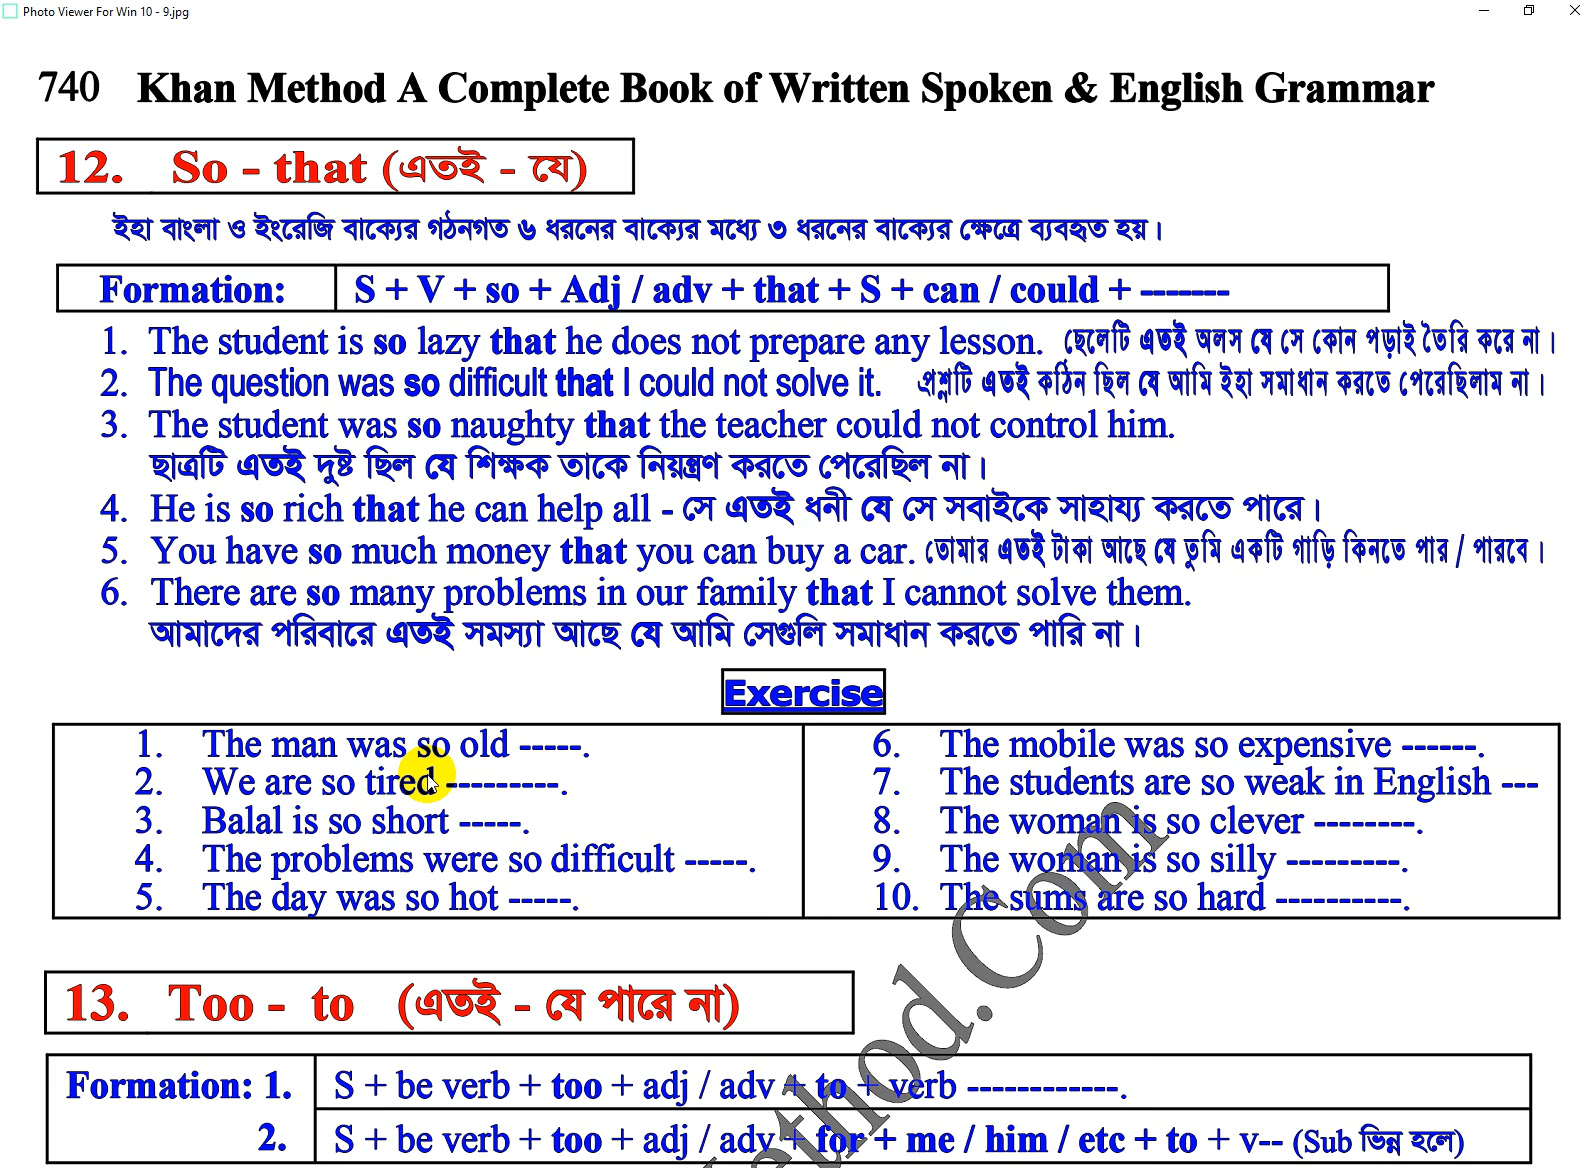 Photo Viewer For Win 10 - 9.jpg
740 Khan Method A Complete Book of Written Spoken & English Grammar
12. So - that (এতই - যে)
ইহা বাংলা ও ইংরেজি বাক্যের গঠনগত ৬ ধরনের বাক্যের মধ্যে ৩ ধরনের বাক্যের ক্ষেত্রে ব্যবহৃত হয়।
Formation: S + V + so + Adj / adv + that + S + can / could + -------
1. The student is so lazy that he does not prepare any lesson. ছেলেটি এতই অলস যে সে কোন পড়াই তৈরি করে না।
2. The question was so difficult that I could not solve it. প্রশ্নটি এতই কঠিন ছিল যে আমি ইহা সমাধান করতে পেরেছিলাম না।
3. The student was so naughty that the teacher could not control him.
ছাত্রটি এতই দুষ্ট ছিল যে শিক্ষক তাকে নিয়ন্ত্রণ করতে পেরেছিল না।
4. He is so rich that he can help all - সে এতই ধনী যে সে সবাইকে সাহায্য করতে পারে।
5. You have so much money that you can buy a car. তোমার এতই টাকা আছে যে তুমি একটি গাড়ি কিনতে পার / পারবে।
6. There are so many problems in our family that I cannot solve them.
আমাদের পরিবারে এতই সমস্যা আছে যে আমি সেগুলি সমাধান করতে পারি না।
Exercise
1. The man was so old -----.
2. We are so tired ---------.
3. Balal is so short -----.
4. The problems were so difficult -----.
5. The day was so hot -----.
6. The mobile was so expensive ------.
7. The students are so weak in English ---
8. The woman is so clever --------.
9. The woman is so silly ---------.
10. The sums are so hard ----------.
13. Too - to (এতই - যে পারে না)
Formation: 1. S + be verb + too + adj / adv + to + verb ------------.
2. S + be verb + too + adj / adv + for + me / him / etc + to + v-- (Sub ভিন্ন হলে)
ethod.Com